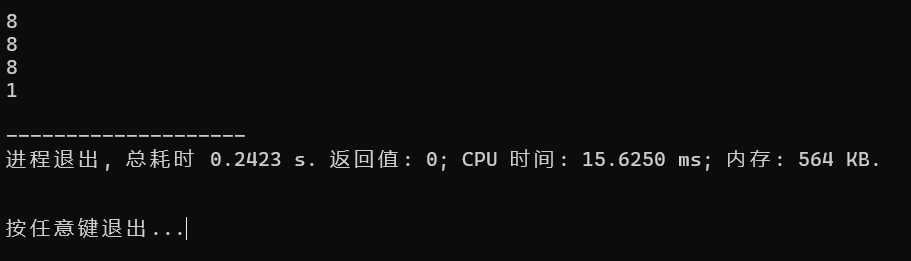 8
8
8
1
--------------------
进程退出，总耗时 0.2423 s. 返回值: 0; CPU 时间: 15.6250 ms; 内存: 564 KB.
按任意键退出...